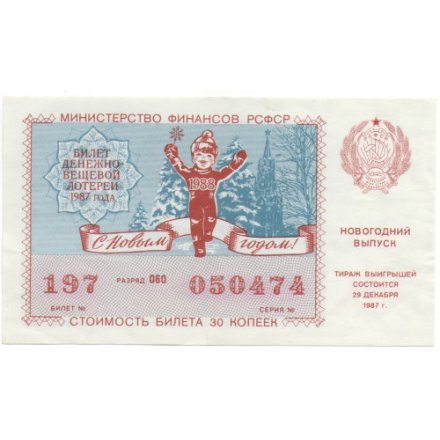 МИНИСТЕРСТВО ФИНАНСОВ РСФСР
БИЛЕТ
ДЕНЕЖНО-
ВЕЩЕВОЙ
ЛОТЕРЕИ
1987 ГОДА
1988
С Новым годом!
РСФСР
НОВОГОДНИЙ
ВЫПУСК
ТИРАЖ ВЫИГРЫШЕЙ
СОСТОИТСЯ
29 ДЕКАБРЯ
1987 г.
197 РАЗРЯД 060 050474
БИЛЕТ № СЕРИЯ №
СТОИМОСТЬ БИЛЕТА 30 КОПЕЕК